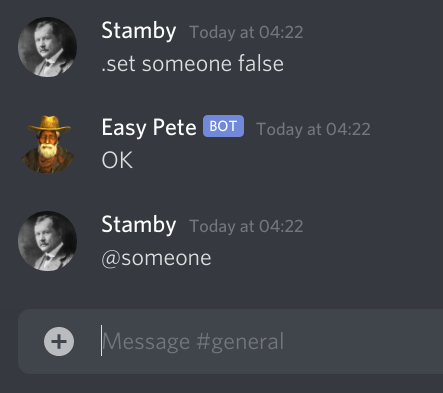 Stamby Today at 04:22
.set someone false
Easy Pete BOT Today at 04:22
OK
Stamby Today at 04:22
@someone
Message #general